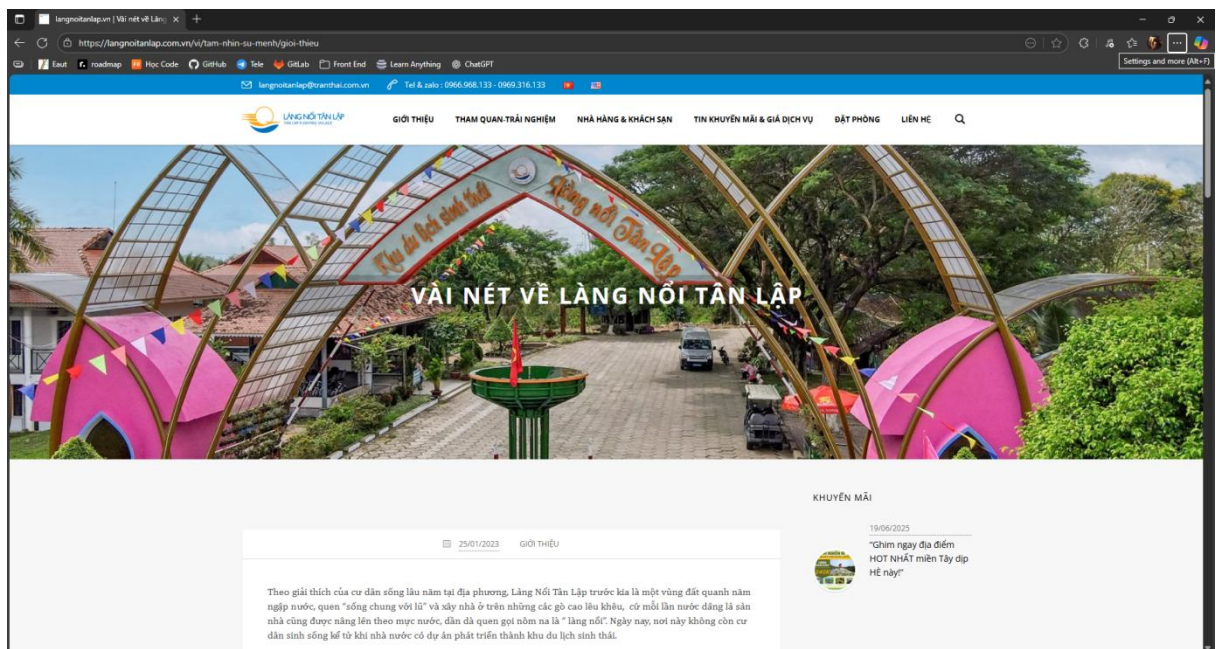 langnoitanlap.vn | Vài nét về Làng
https://langnoitanlap.com.vn/vi/tam-nhin-su-menh/gioi-thieu
Eaut roadmap Học Code GitHub Tele GitLab Front End Learn Anything ChatGPT
Settings and more (Alt+F)
langnoitanlap@tranthai.com.vn Tel & zalo : 0966.968.133 - 0969.316.133
LÀNG NỔI TÂN LẬP
GIỚI THIỆU THAM QUAN-TRẢI NGHIỆM NHÀ HÀNG & KHÁCH SẠN TIN KHUYẾN MÃI & GIÁ DỊCH VỤ ĐẶT PHÒNG LIÊN HỆ
Khu du lịch sinh thái Làng nổi Tân Lập
VÀI NÉT VỀ LÀNG NỔI TÂN LẬP
KHUYẾN MÃI
19/06/2025
"Ghim ngay địa điểm
HOT NHẤT miền Tây dịp
HÈ này!"
25/01/2023 GIỚI THIỆU
Theo giải thích của cư dân sống lâu năm tại địa phương, Làng Nổi Tân Lập trước kia là một vùng đất quanh năm
ngập nước, quen "sống chung với lũ" và xây nhà ở trên những các gò cao lêu khêu, cứ mỗi lần nước dâng lả sàn
nhà cũng được nâng lên theo mực nước, dần dà quen gọi nôm na là " làng nổi". Ngày nay, nơi này không còn cư
dân sinh sống kể từ khi nhà nước có dự án phát triển thành khu du lịch sinh thái.